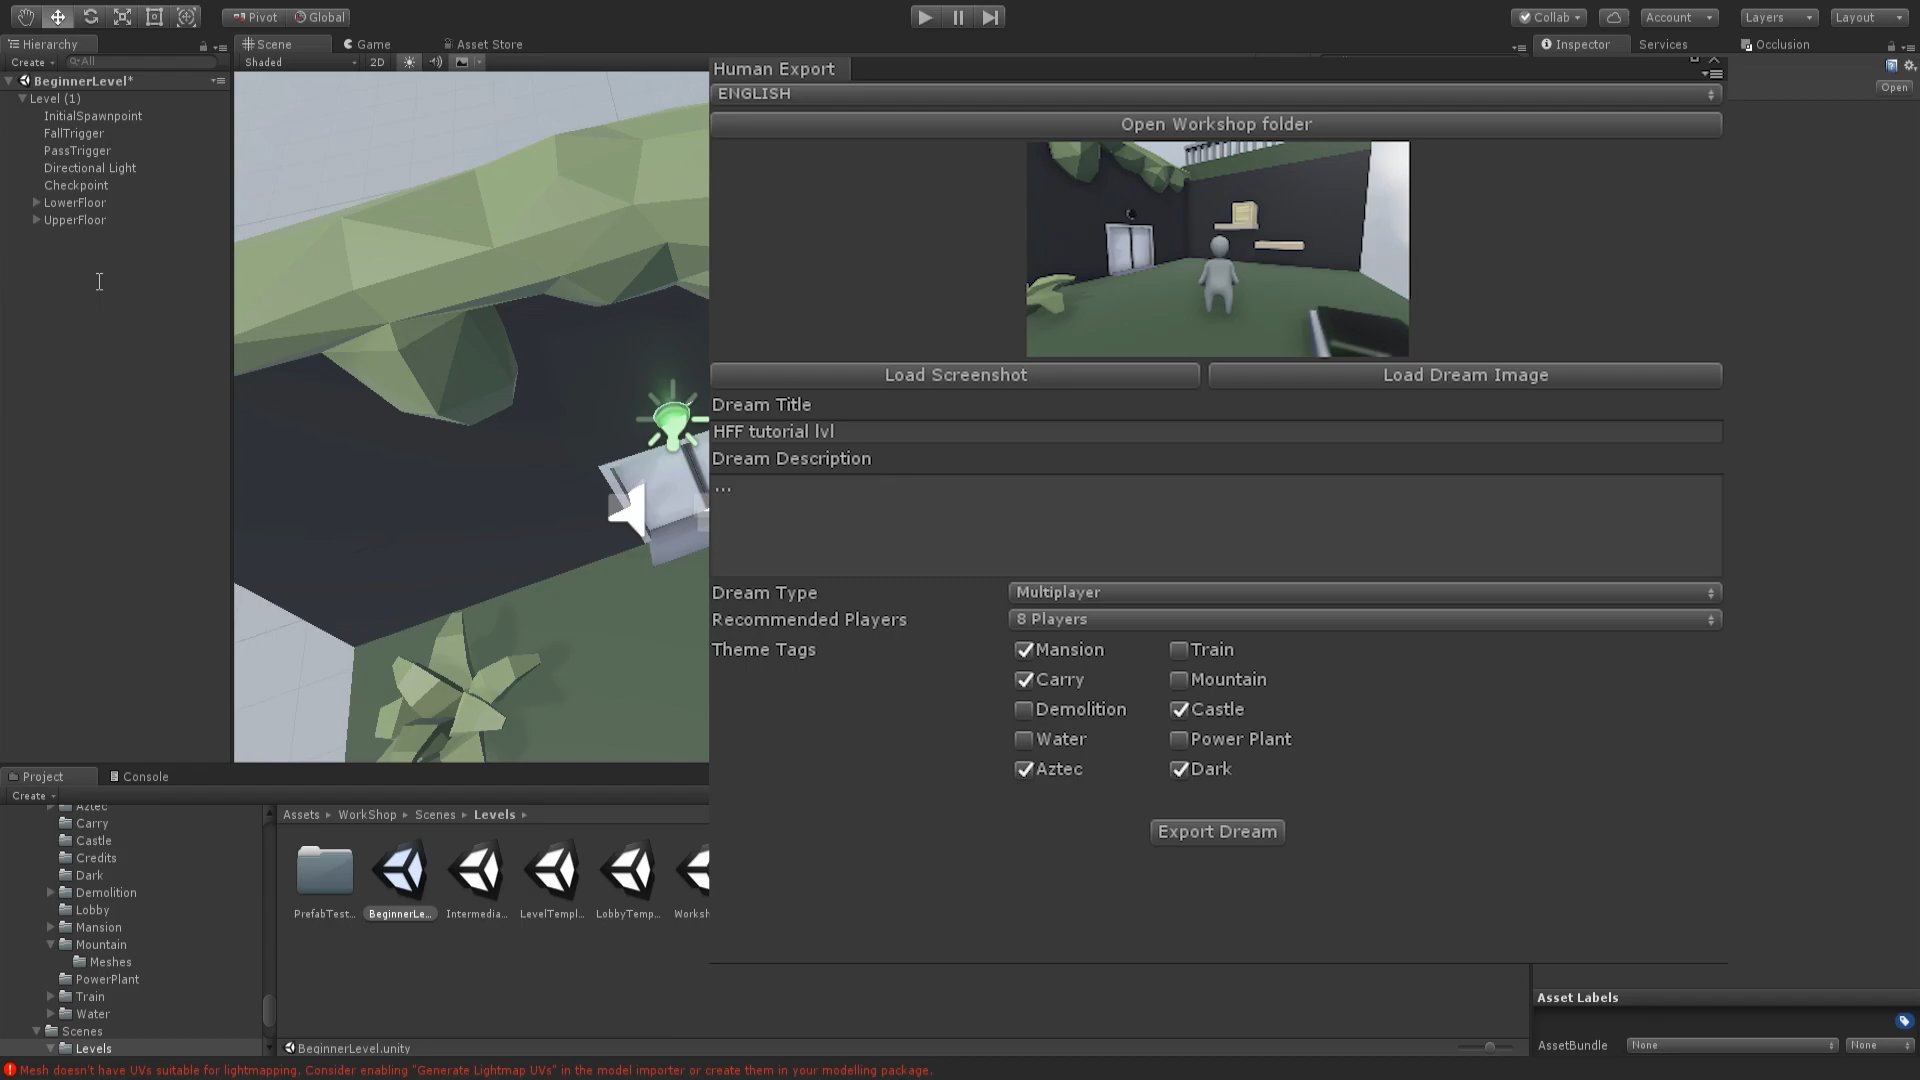 Pivot Global Collab Account Layers Layout
Hierarchy Scene Game Asset Store Inspector Services Occlusion
Create All Shaded 2D
BeginnerLevel*
Level (1)
InitialSpawnpoint
FallTrigger
PassTrigger
Directional Light
Checkpoint
LowerFloor
UpperFloor
Open
Human Export
ENGLISH
Open Workshop folder
Load Screenshot Load Dream Image
Dream Title
HFF tutorial lvl
Dream Description
...
Dream Type Multiplayer
Recommended Players 8 Players
Theme Tags Mansion Train
Carry Mountain
Demolition Castle
Water Power Plant
Aztec Dark
Export Dream
Project Console
Create
Aztec
Carry
Castle
Credits
Dark
Demolition
Lobby
Mansion
Mountain
Meshes
PowerPlant
Train
Water
Scenes
Levels
Assets WorkShop Scenes Levels
PrefabTest... BeginnerLe... Intermedia... LevelTempl... LobbyTemp... Worksh
BeginnerLevel.unity
Asset Labels
AssetBundle None None
Mesh doesn't have UVs suitable for lightmapping. Consider enabling "Generate Lightmap UVs" in the model importer or create them in your modelling package.